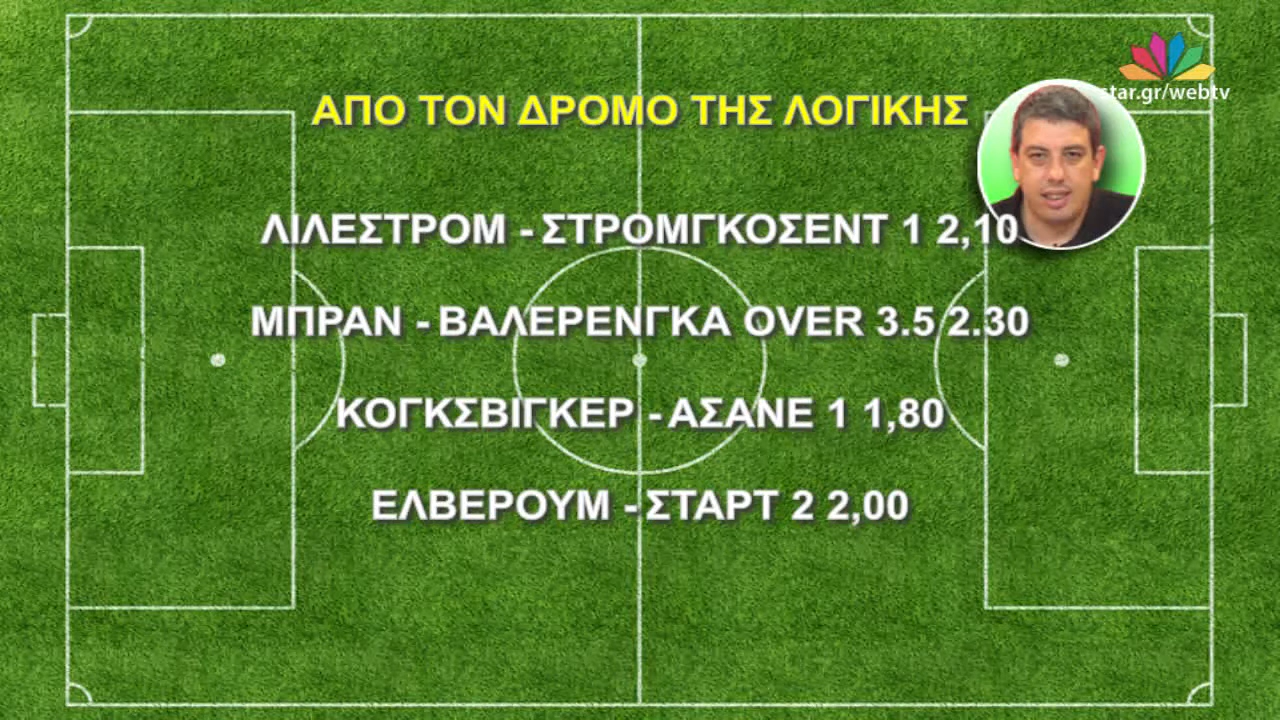 star.gr/webtv
ΑΠΟ ΤΟΝ ΔΡΟΜΟ ΤΗΣ ΛΟΓΙΚΗΣ
ΛΙΛΕΣΤΡΟΜ - ΣΤΡΟΜΓΚΟΣΕΝΤ 1 2,10
ΜΠΡΑΝ - ΒΑΛΕΡΕΝΓΚΑ OVER 3.5 2.30
ΚΟΓΚΣΒΙΓΚΕΡ - ΑΣΑΝΕ 1 1,80
ΕΛΒΕΡΟΥΜ - ΣΤΑΡΤ 2 2,00